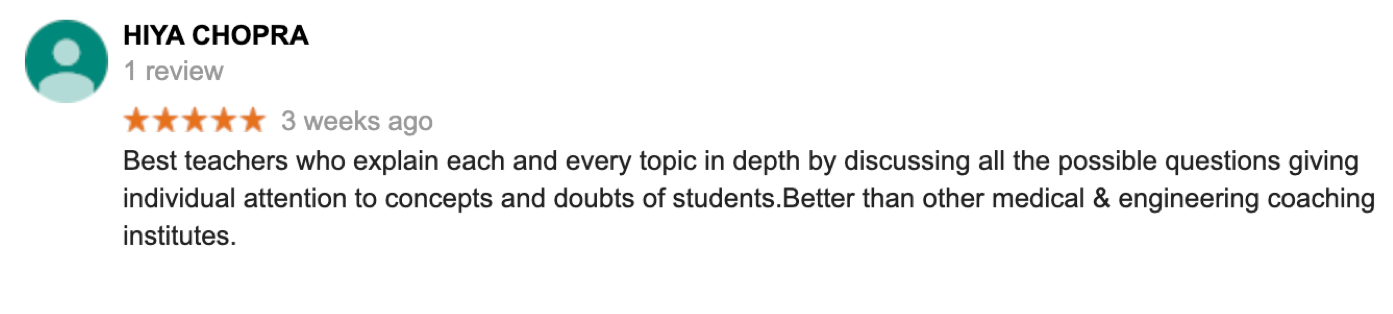 HIYA CHOPRA
1 review
3 weeks ago
Best teachers who explain each and every topic in depth by discussing all the possible questions giving
individual attention to concepts and doubts of students.Better than other medical & engineering coaching
institutes.